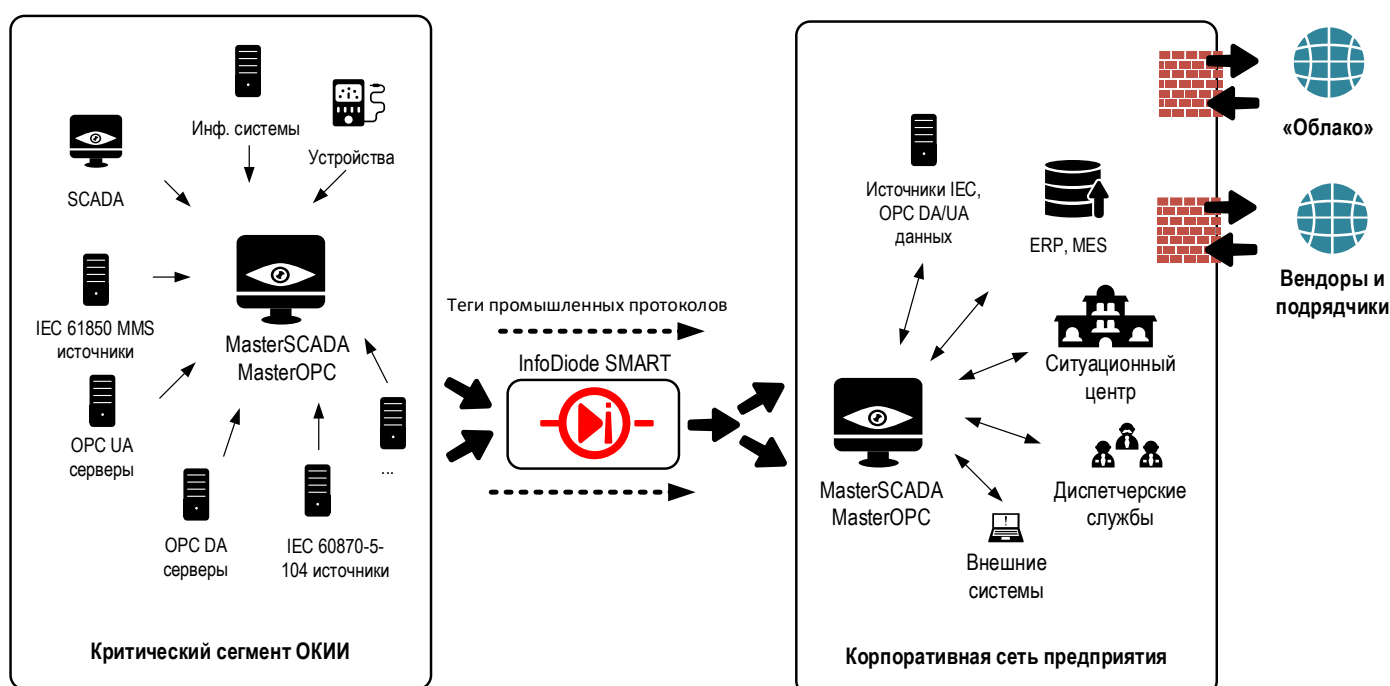 Инф. системы
Устройства
SCADA
IEC 61850 MMS
источники
MasterSCADA
MasterOPC
OPC UA
серверы
...
OPC DA
серверы
IEC 60870-5-
104 источники
Критический сегмент ОКИИ
Теги промышленных протоколов
InfoDiode SMART
Источники IEC,
OPC DA/UA
данных
ERP, MES
Ситуационный
центр
MasterSCADA
MasterOPC
Диспетчерские
службы
Внешние
системы
Корпоративная сеть предприятия
«Облако»
Вендоры и
подрядчики